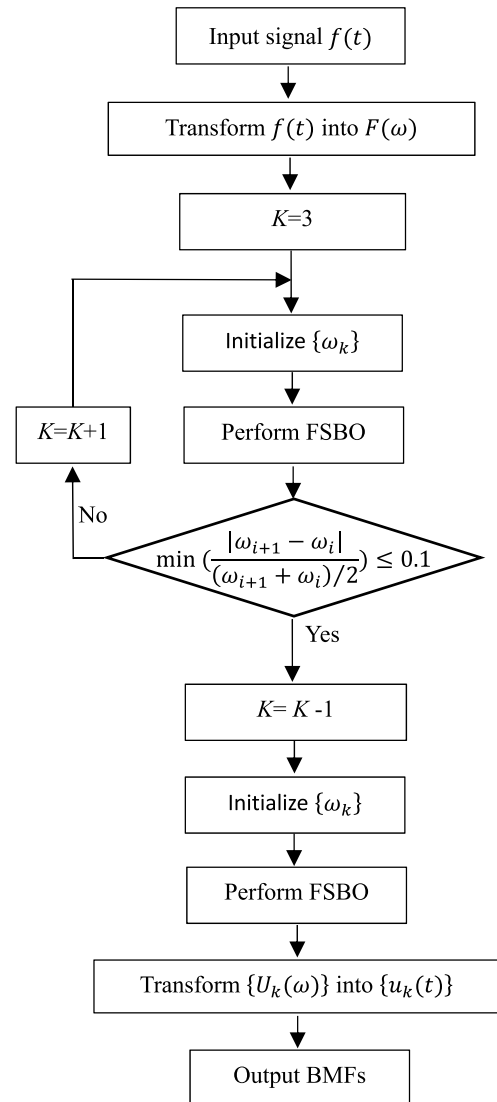 Input signal f(t)
Transform f(t) into F(ω)
K=3
Initialize {ω_k}
K=K+1
Perform FSBO
No
min (|ω_{i+1} − ω_i| / (ω_{i+1} + ω_i)/2) ≤ 0.1
Yes
K= K -1
Initialize {ω_k}
Perform FSBO
Transform {U_k(ω)} into {u_k(t)}
Output BMFs